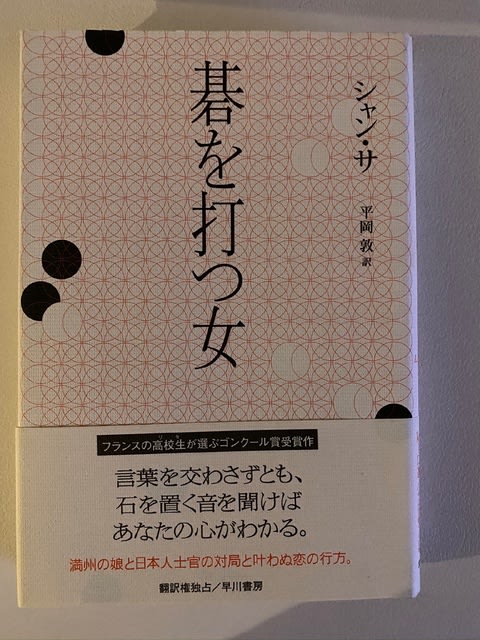 碁を打つ女
シャン・サ
平岡敦 訳
フランスの高校生が選ぶゴンクール賞受賞作
言葉を交わさずとも、
石を置く音を聞けば
あなたの心がわかる。
満州の娘と日本人士官の対局と叶わぬ恋の行方。
翻訳権独占／早川書房